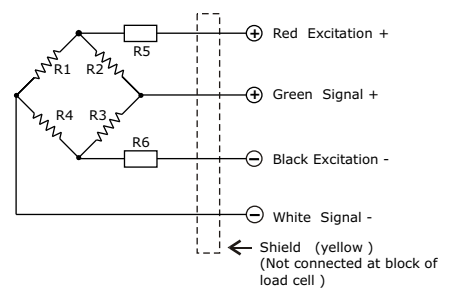 Red Excitation +
R5
R1
R2
Green Signal +
R4
R3
R6
Black Excitation -
White Signal -
Shield (yellow )
(Not connected at block of
load cell )